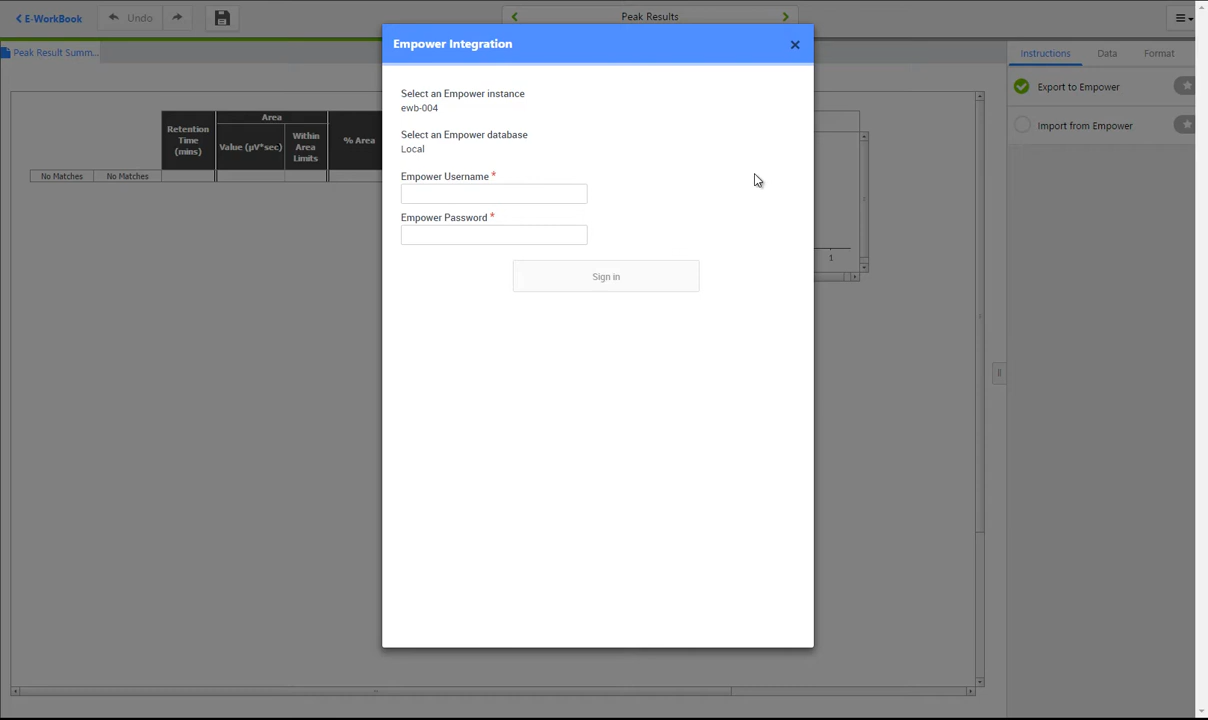 E-WorkBook
Undo
Peak Results
Peak Result Summ...
Empower Integration
Select an Empower instance
ewb-004
Select an Empower database
Local
Empower Username *
Empower Password *
Sign in
Retention Time (mins)
Area
Value (µV*sec)
Within Area Limits
% Area
No Matches
No Matches
1
Instructions
Data
Format
Export to Empower
Import from Empower